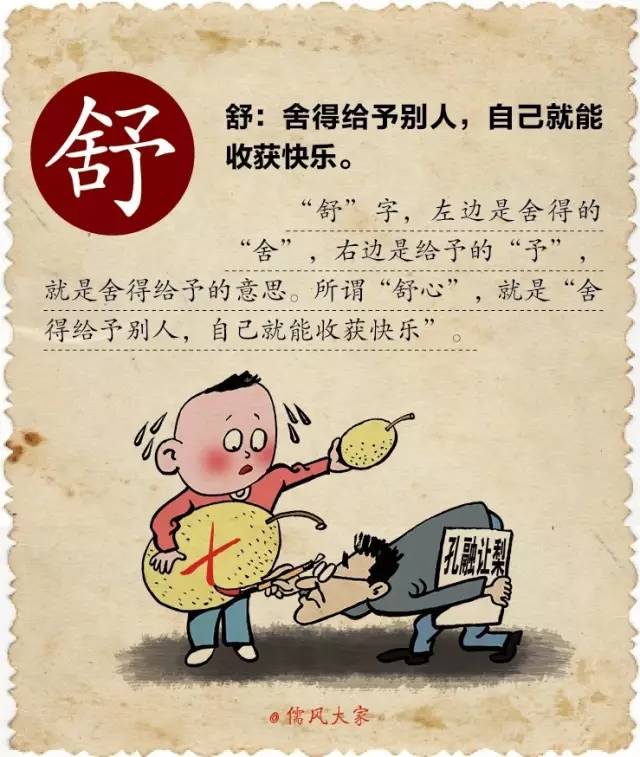 舒
舒：舍得给予别人，自己就能
收获快乐。
“舒”字，左边是舍得的
“舍”，右边是给予的“予”，
就是舍得给予的意思。所谓“舒心”，就是“舍
得给予别人，自己就能收获快乐”。
七
孔融让梨
@儒风大家